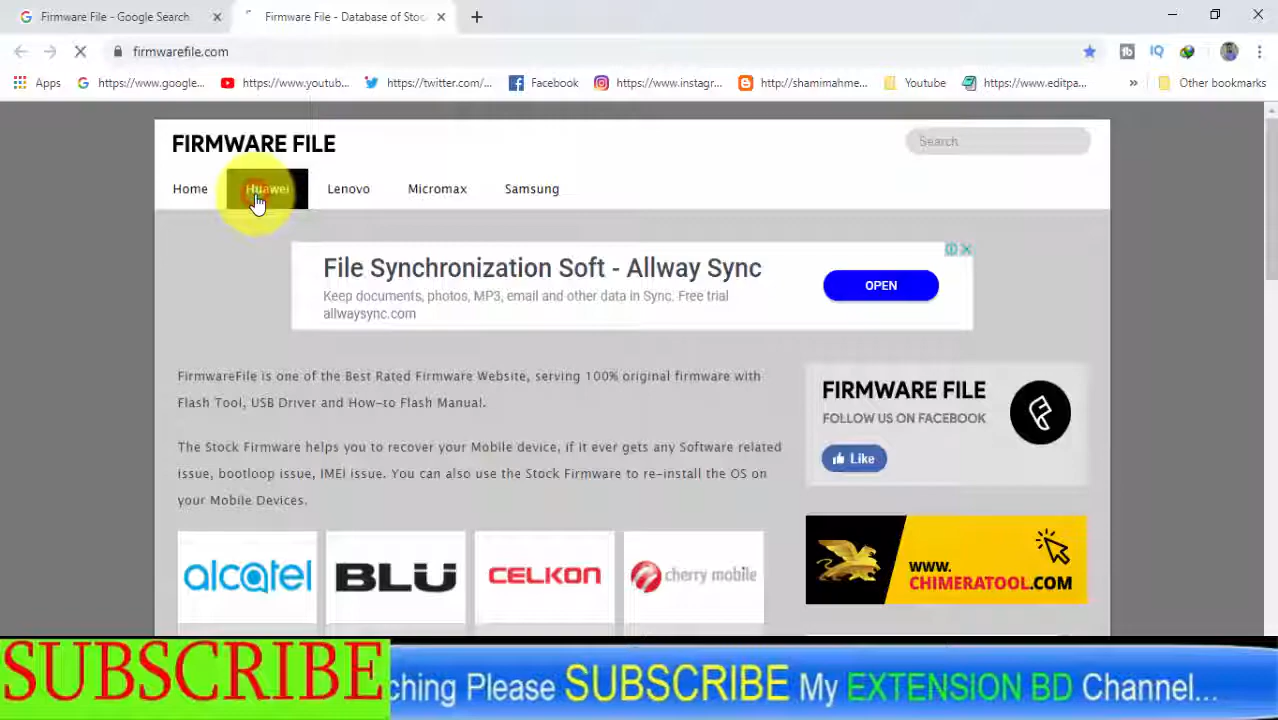 Firmware File - Google Search
Firmware File - Database of Stoc
firmwarefile.com
Apps
https://www.google...
https://www.youtub...
https://twitter.com/...
Facebook
https://www.instagr...
http://shamimahme...
Youtube
https://www.editpa...
Other bookmarks
FIRMWARE FILE
Search
Home
Huawei
Lenovo
Micromax
Samsung
File Synchronization Soft - Allway Sync
Keep documents, photos, MP3, email and other data in Sync. Free trial
allwaysync.com
OPEN
FirmwareFile is one of the Best Rated Firmware Website, serving 100% original firmware with
Flash Tool, USB Driver and How-to Flash Manual.
The Stock Firmware helps you to recover your Mobile device, if it ever gets any Software related
issue, bootloop issue, IMEI issue. You can also use the Stock Firmware to re-install the OS on
your Mobile Devices.
FIRMWARE FILE
FOLLOW US ON FACEBOOK
Like
alcatel
BLU
CELKON
cherry mobile
WWW.
CHIMERATOOL.COM
SUBSCRIBE
ching Please SUBSCRIBE My EXTENSION BD Channel...